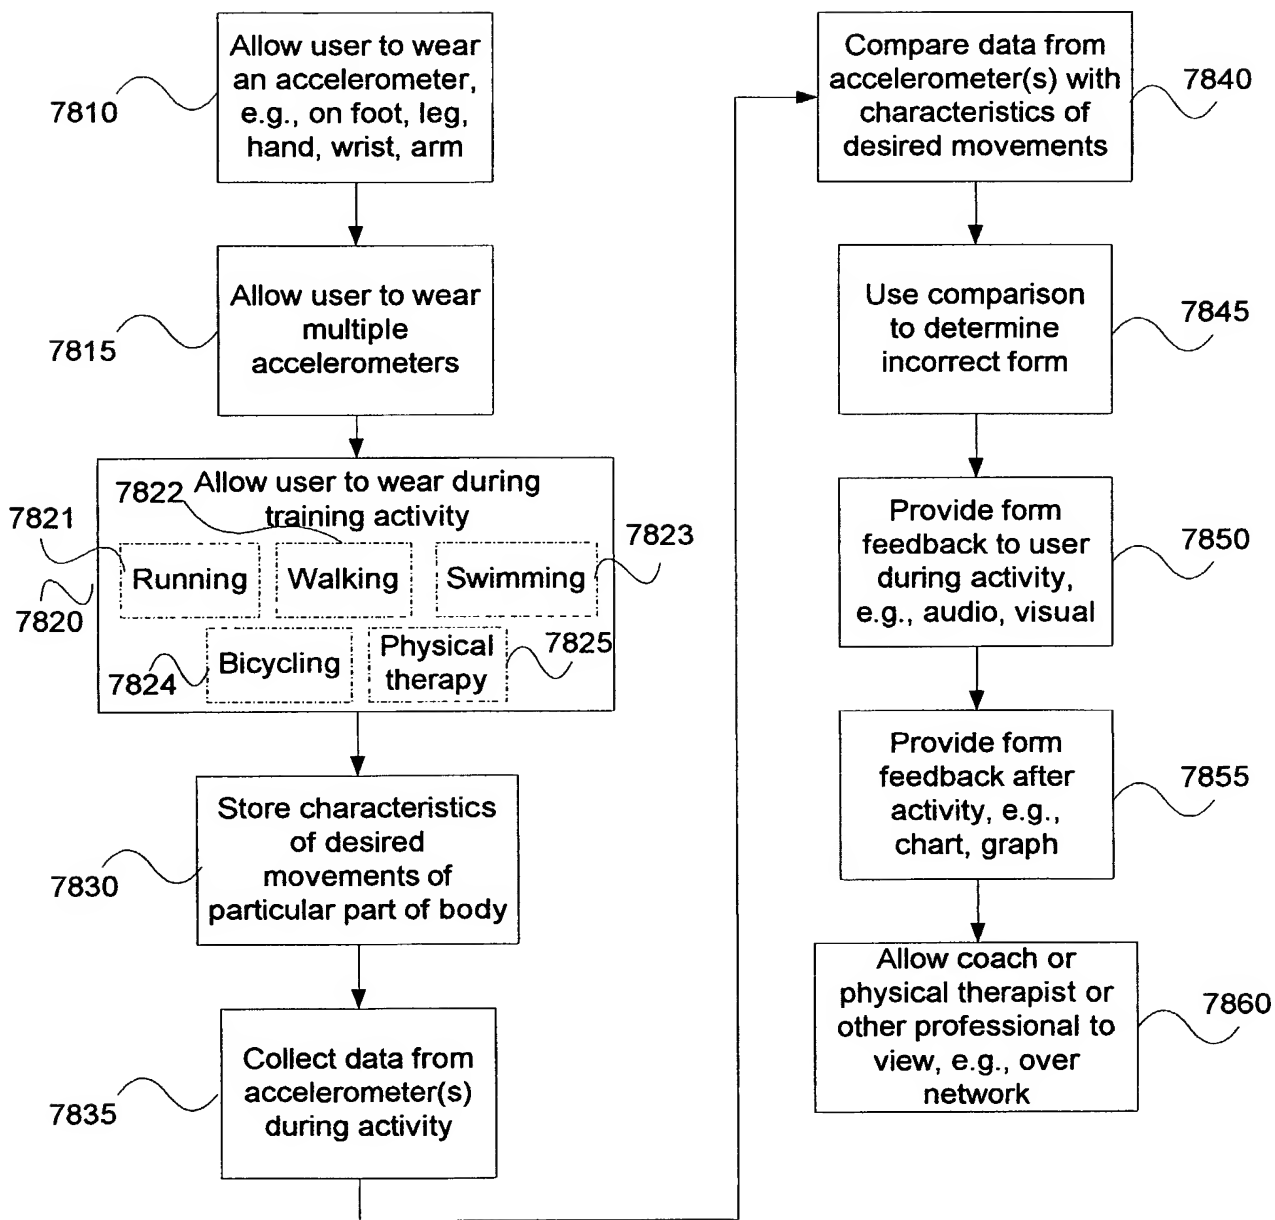 Allow user to wear
an accelerometer,
e.g., on foot, leg,
hand, wrist, arm
7810
Allow user to wear
multiple
accelerometers
7815
Allow user to wear during
training activity
7822
7821
7823
Running
Walking
Swimming
7820
Bicycling
Physical
therapy
7825
7824
Store characteristics
of desired
movements of
particular part of body
7830
Collect data from
accelerometer(s)
during activity
7835
Compare data from
accelerometer(s) with
characteristics of
desired movements
7840
Use comparison
to determine
incorrect form
7845
Provide form
feedback to user
during activity,
e.g., audio, visual
7850
Provide form
feedback after
activity, e.g.,
chart, graph
7855
Allow coach or
physical therapist or
other professional to
view, e.g., over
network
7860